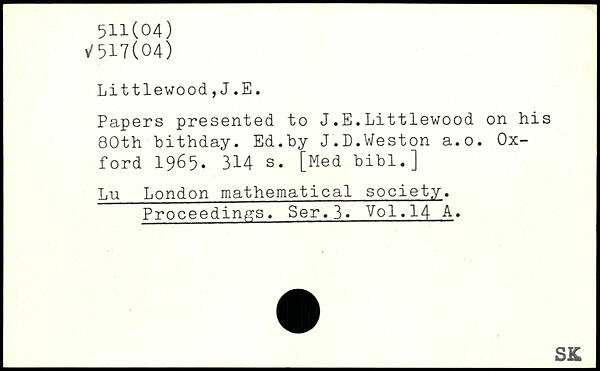 511(04)
√517(04)
Littlewood,J.E.
Papers presented to J.E.Littlewood on his
80th bithday. Ed.by J.D.Weston a.o. Ox-
ford 1965. 314 s. [Med bibl.]
Lu London mathematical society.
Proceedings. Ser.3. Vol.14 A.
SK